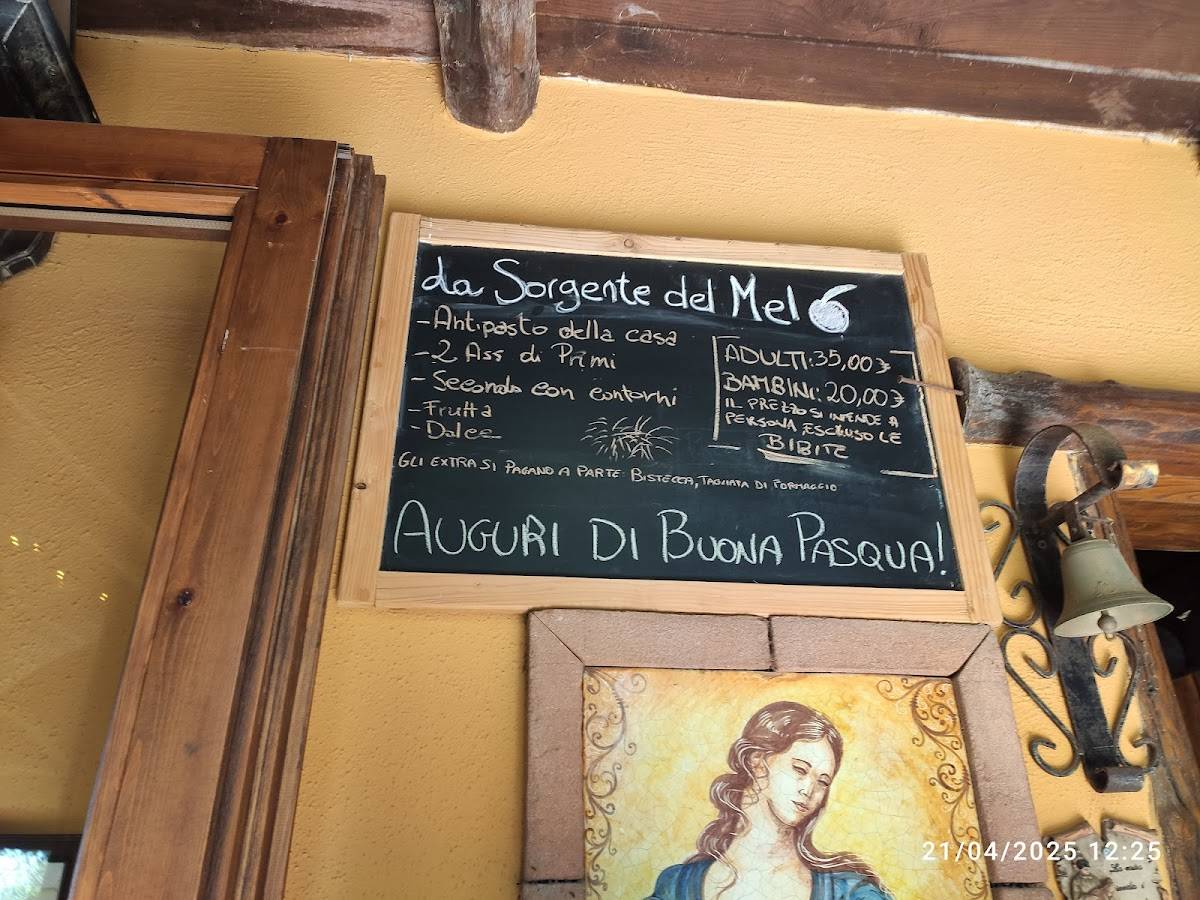 da Sorgente del Melo
-Antipasto della casa
-2 Ass di Primi
-Secondo con contorni
-Frutta
-Dolce
ADULTI:35,00
BAMBINI:20,00
IL PREZZO SI INTENDE A
PERSONA, ESCLUSO LE
BIBITE
GLI EXTRA SI PAGANO A PARTE: BISTECCA, TAGLIATA DI FORMAGGIO
AUGURI DI BUONA PASQUA!
21/04/2025 12:25